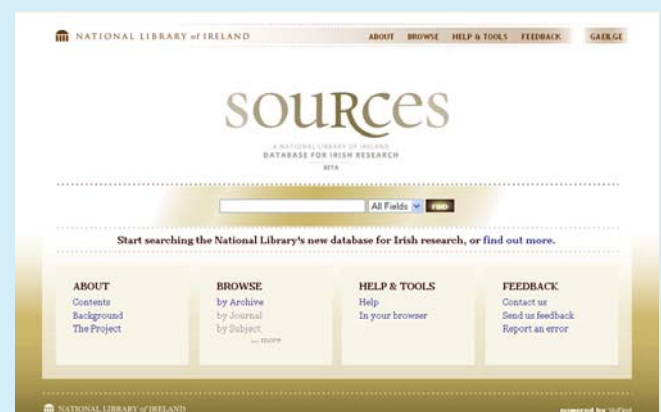 NATIONAL LIBRARY of IRELAND ABOUT BROWSE HELP & TOOLS FEEDBACK GAEILGE
SOURCES
A NATIONAL LIBRARY OF IRELAND
DATABASE FOR IRISH RESEARCH
BETA
All Fields FIND
Start searching the National Library's new database for Irish research, or find out more.
ABOUT BROWSE HELP & TOOLS FEEDBACK
Contents by Archive Help Contact us
Background by Journal In your browser Send us feedback
The Project by Subject Report an error
... more
NATIONAL LIBRARY of IRELAND powered by VuFind